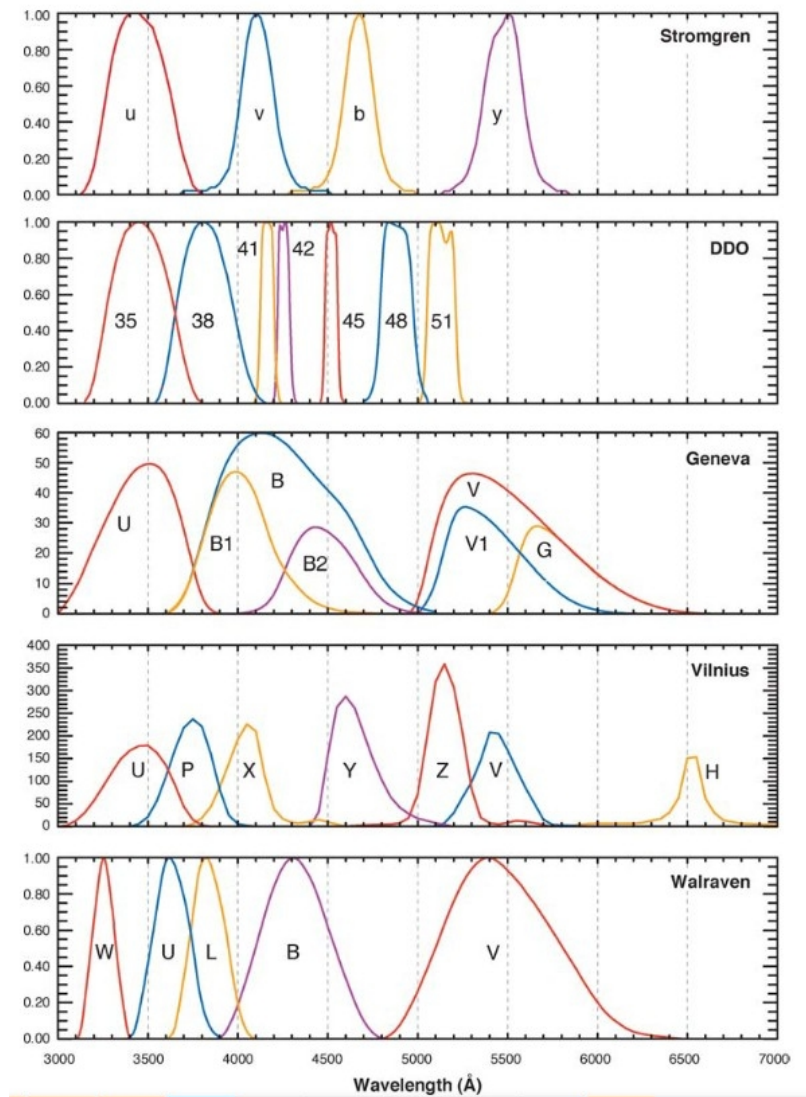 1.00
0.80
0.60
0.40
0.20
0.00
Stromgren
u v b y
1.00
0.80
0.60
0.40
0.20
0.00
DDO
41 42
35 38 45 48 51
60
50
40
30
20
10
0
Geneva
U B1 B B2 V V1 G
400
350
300
250
200
150
100
50
0
Vilnius
U P X Y Z V H
1.00
0.80
0.60
0.40
0.20
0.00
Walraven
W U L B V
3000 3500 4000 4500 5000 5500 6000 6500 7000
Wavelength (Å)